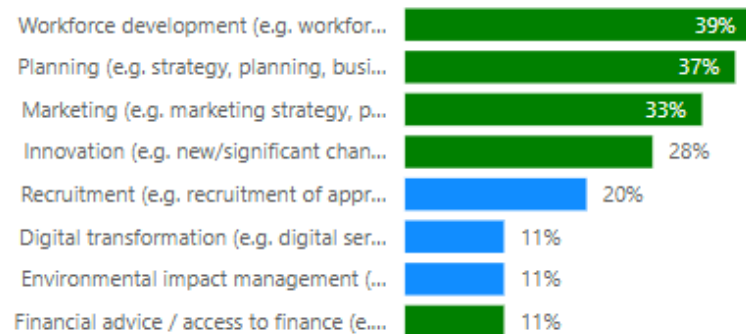 Workforce development (e.g. workfor... 39%
Planning (e.g. strategy, planning, busi... 37%
Marketing (e.g. marketing strategy, p... 33%
Innovation (e.g. new/significant chan... 28%
Recruitment (e.g. recruitment of appr... 20%
Digital transformation (e.g. digital ser... 11%
Environmental impact management (... 11%
Financial advice / access to finance (e.... 11%